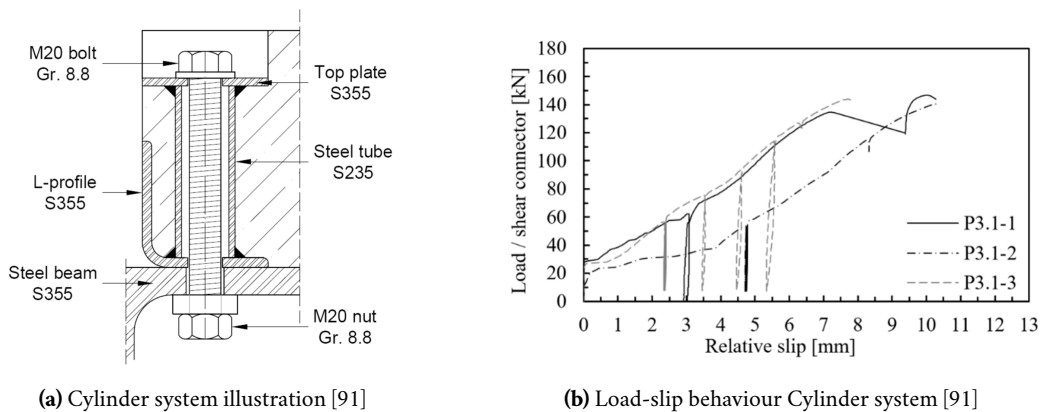 M20 bolt
Gr. 8.8
Top plate
S355
Steel tube
S235
L-profile
S355
Steel beam
S355
M20 nut
Gr. 8.8
(a) Cylinder system illustration [91]
Load / shear connector [kN]
180
160
140
120
100
80
60
40
20
0
P3.1-1
P3.1-2
P3.1-3
0 1 2 3 4 5 6 7 8 9 10 11 12 13
Relative slip [mm]
(b) Load-slip behaviour Cylinder system [91]